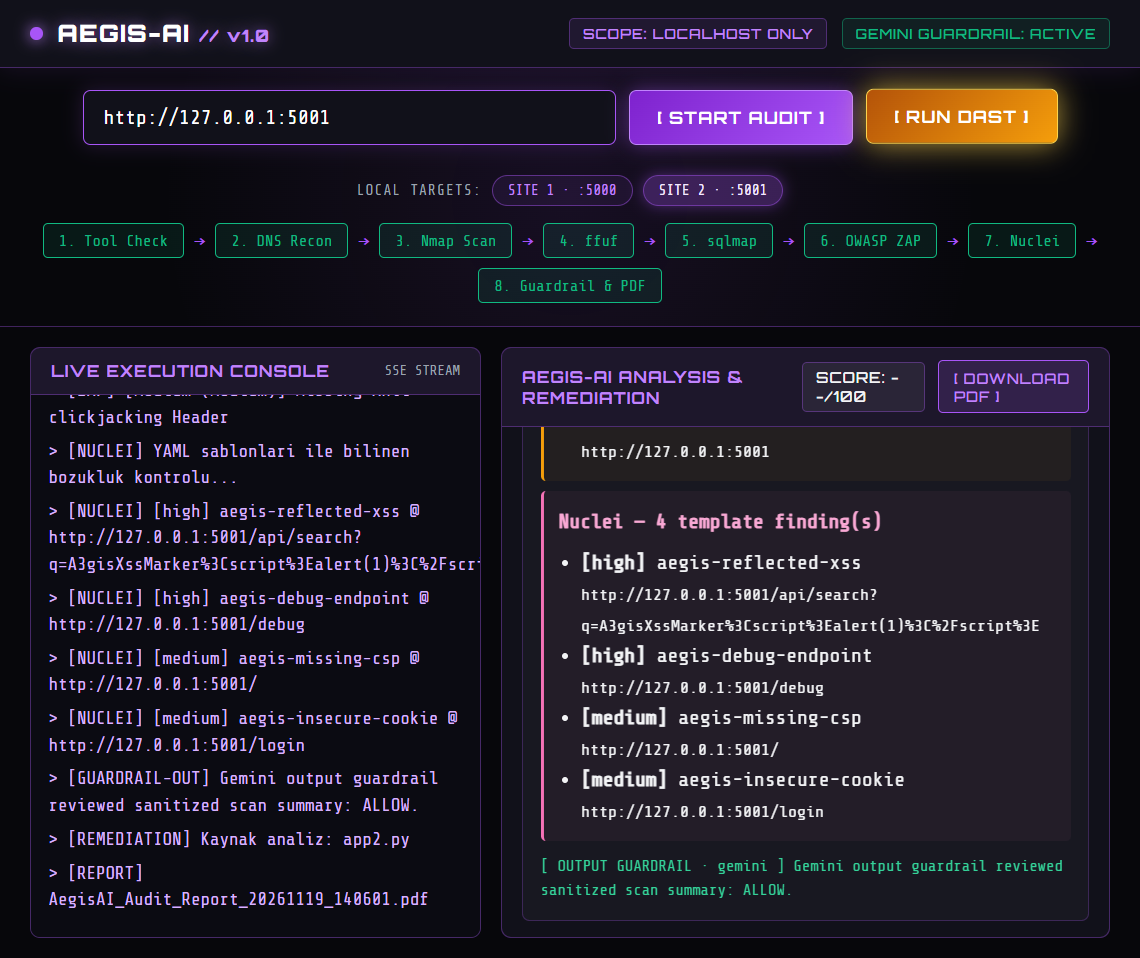 AEGIS-AI // v1.0
SCOPE: LOCALHOST ONLY
GEMINI GUARDRAIL: ACTIVE
http://127.0.0.1:5001
[ START AUDIT ]
[ RUN DAST ]
LOCAL TARGETS:
SITE 1 · :5000
SITE 2 · :5001
1. Tool Check →
2. DNS Recon →
3. Nmap Scan →
4. ffuf →
5. sqlmap →
6. OWASP ZAP →
7. Nuclei →
8. Guardrail & PDF
LIVE EXECUTION CONSOLE
SSE STREAM
clickjacking Header
> [NUCLEI] YAML sablonlari ile bilinen
bozukluk kontrolu...
> [NUCLEI] [high] aegis-reflected-xss @
http://127.0.0.1:5001/api/search?
q=A3gisXssMarker%3Cscript%3Ealert(1)%3C%2Fscr
> [NUCLEI] [high] aegis-debug-endpoint @
http://127.0.0.1:5001/debug
> [NUCLEI] [medium] aegis-missing-csp @
http://127.0.0.1:5001/
> [NUCLEI] [medium] aegis-insecure-cookie @
http://127.0.0.1:5001/login
> [GUARDRAIL-OUT] Gemini output guardrail
reviewed sanitized scan summary: ALLOW.
> [REMEDIATION] Kaynak analiz: app2.py
> [REPORT]
AegisAI_Audit_Report_20261119_140601.pdf
AEGIS-AI ANALYSIS &
REMEDIATION
SCORE: -
-/100
[ DOWNLOAD
PDF ]
http://127.0.0.1:5001
Nuclei — 4 template finding(s)
• [high] aegis-reflected-xss
http://127.0.0.1:5001/api/search?
q=A3gisXssMarker%3Cscript%3Ealert(1)%3C%2Fscript%3E
• [high] aegis-debug-endpoint
http://127.0.0.1:5001/debug
• [medium] aegis-missing-csp
http://127.0.0.1:5001/
• [medium] aegis-insecure-cookie
http://127.0.0.1:5001/login
[ OUTPUT GUARDRAIL · gemini ] Gemini output guardrail reviewed
sanitized scan summary: ALLOW.